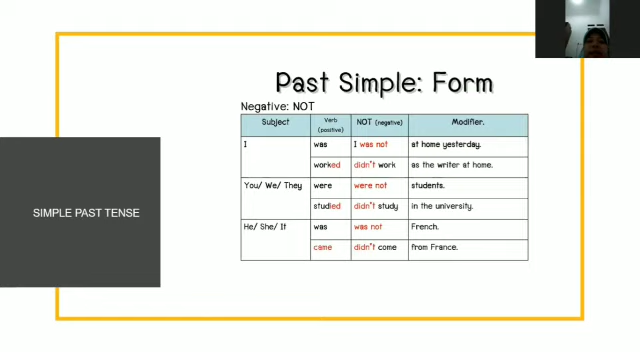 Past Simple: Form
Negative: NOT
Subject Verb (positive) NOT (negative) Modifier.
I was I was not at home yesterday.
worked didn't work as the writer at home.
You/ We/ They were were not students.
studied didn't study in the university.
He/ She/ It was was not French.
came didn't come from France.
SIMPLE PAST TENSE